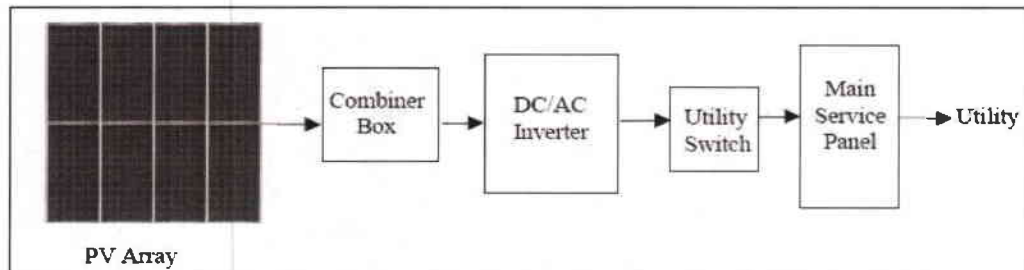 Combiner
Box
DC/AC
Inverter
Utility
Switch
Main
Service
Panel
Utility
PV Array